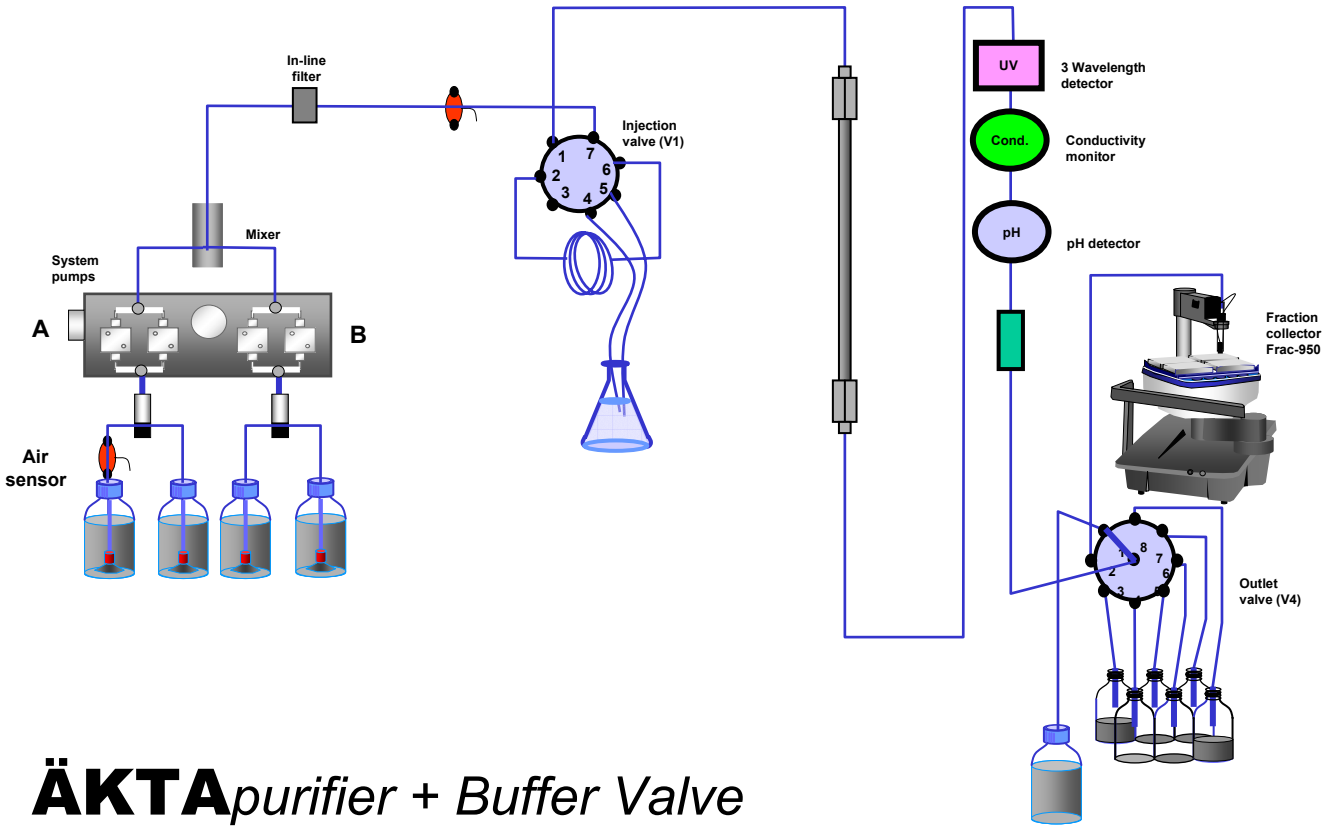 In-line
filter
Injection
valve (V1)
1
7
2
6
3
5
4
Mixer
System
pumps
A
B
Air
sensor
UV
3 Wavelength
detector
Cond.
Conductivity
monitor
pH
pH detector
Fraction
collector
Frac-950
1
8
2
7
6
3
4
5
Outlet
valve (V4)
ÄKTApurifier + Buffer Valve